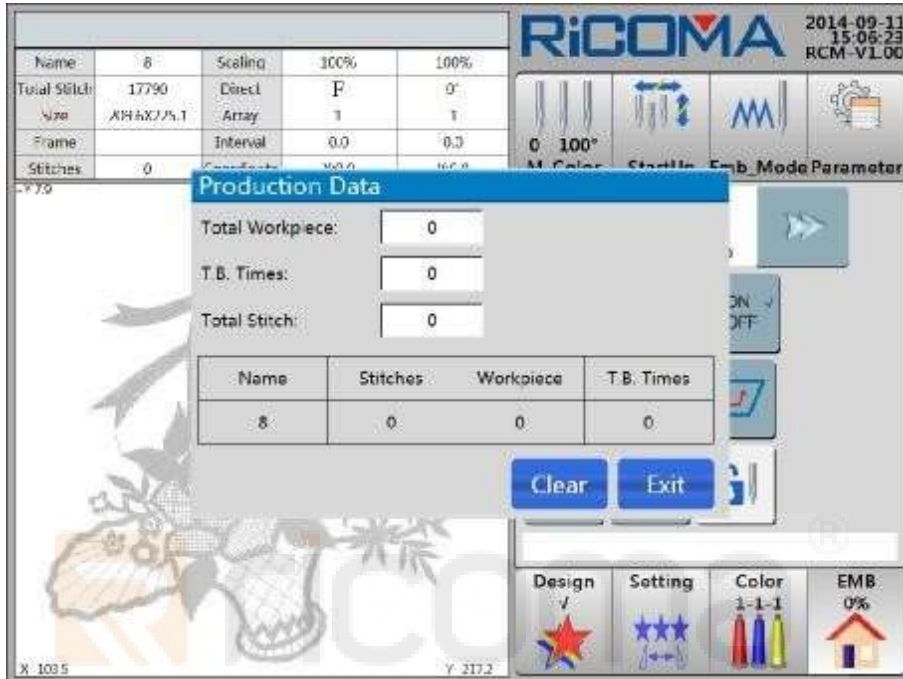 RiCOMA
2014-09-11
15:06:23
RCM-V1.00
Name 8 Scaling 100% 100%
Total Stitch 17790 Direct F 0°
Size Array 1 1
Frame Interval 0.0 0.0
Stitches 0
0 100°
M_Color StartUp Emb_Mode Parameter
Production Data
Total Workpiece: 0
T.B. Times: 0
Total Stitch: 0
ON √
OFF
Name Stitches Workpiece T.B. Times
8 0 0 0
Clear Exit
G
Design Setting Color EMB
√ 1-1-1 0%
X 103.5 Y 217.2
Ricoma ®